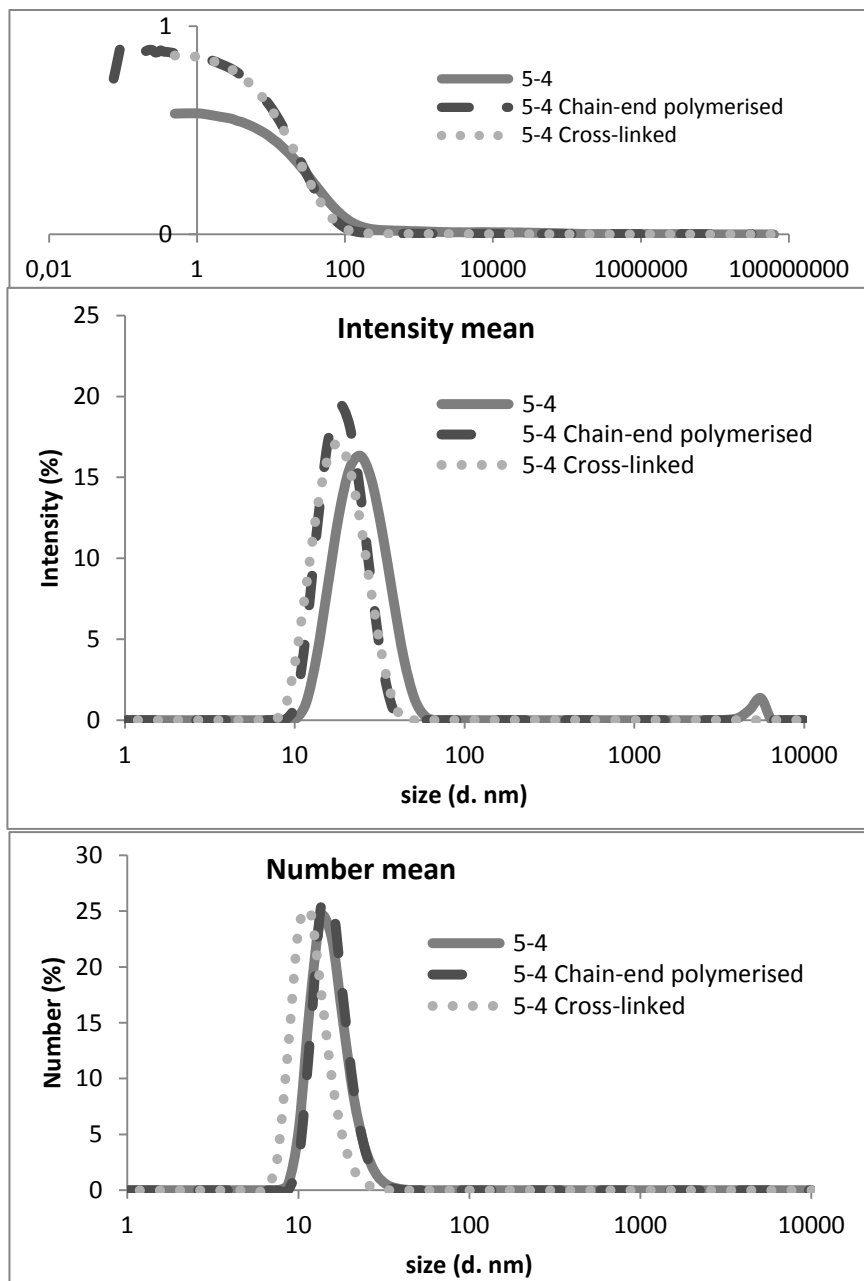 1
5-4
5-4 Chain-end polymerised
5-4 Cross-linked
0
0,01 1 100 10000 1000000 100000000
Intensity mean
25
20
15
10
5
0
Intensity (%)
5-4
5-4 Chain-end polymerised
5-4 Cross-linked
1 10 100 1000 10000
size (d. nm)
Number mean
30
25
20
15
10
5
0
Number (%)
5-4
5-4 Chain-end polymerised
5-4 Cross-linked
1 10 100 1000 10000
size (d. nm)